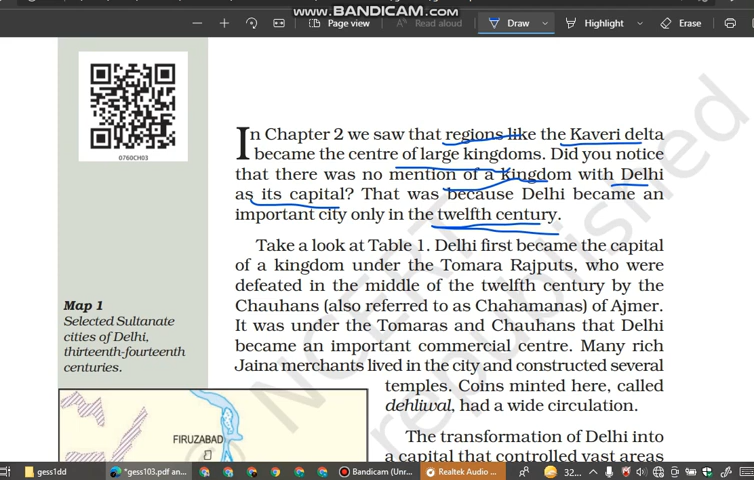 www.BANDICAM.com
Page view
Read aloud
Draw
Highlight
Erase
0760CH03
In Chapter 2 we saw that regions like the Kaveri delta
became the centre of large kingdoms. Did you notice
that there was no mention of a kingdom with Delhi
as its capital? That was because Delhi became an
important city only in the twelfth century.
Take a look at Table 1. Delhi first became the capital
of a kingdom under the Tomara Rajputs, who were
defeated in the middle of the twelfth century by the
Chauhans (also referred to as Chahamanas) of Ajmer.
It was under the Tomaras and Chauhans that Delhi
became an important commercial centre. Many rich
Jaina merchants lived in the city and constructed several
temples. Coins minted here, called
dehliwal, had a wide circulation.
The transformation of Delhi into
a capital that controlled vast areas
Map 1
Selected Sultanate
cities of Delhi,
thirteenth-fourteenth
centuries.
FIRUZABAD
© NCERT
republished
gess1dd
*gess103.pdf an...
Bandicam (Unr...
Realtek Audio ...
32...